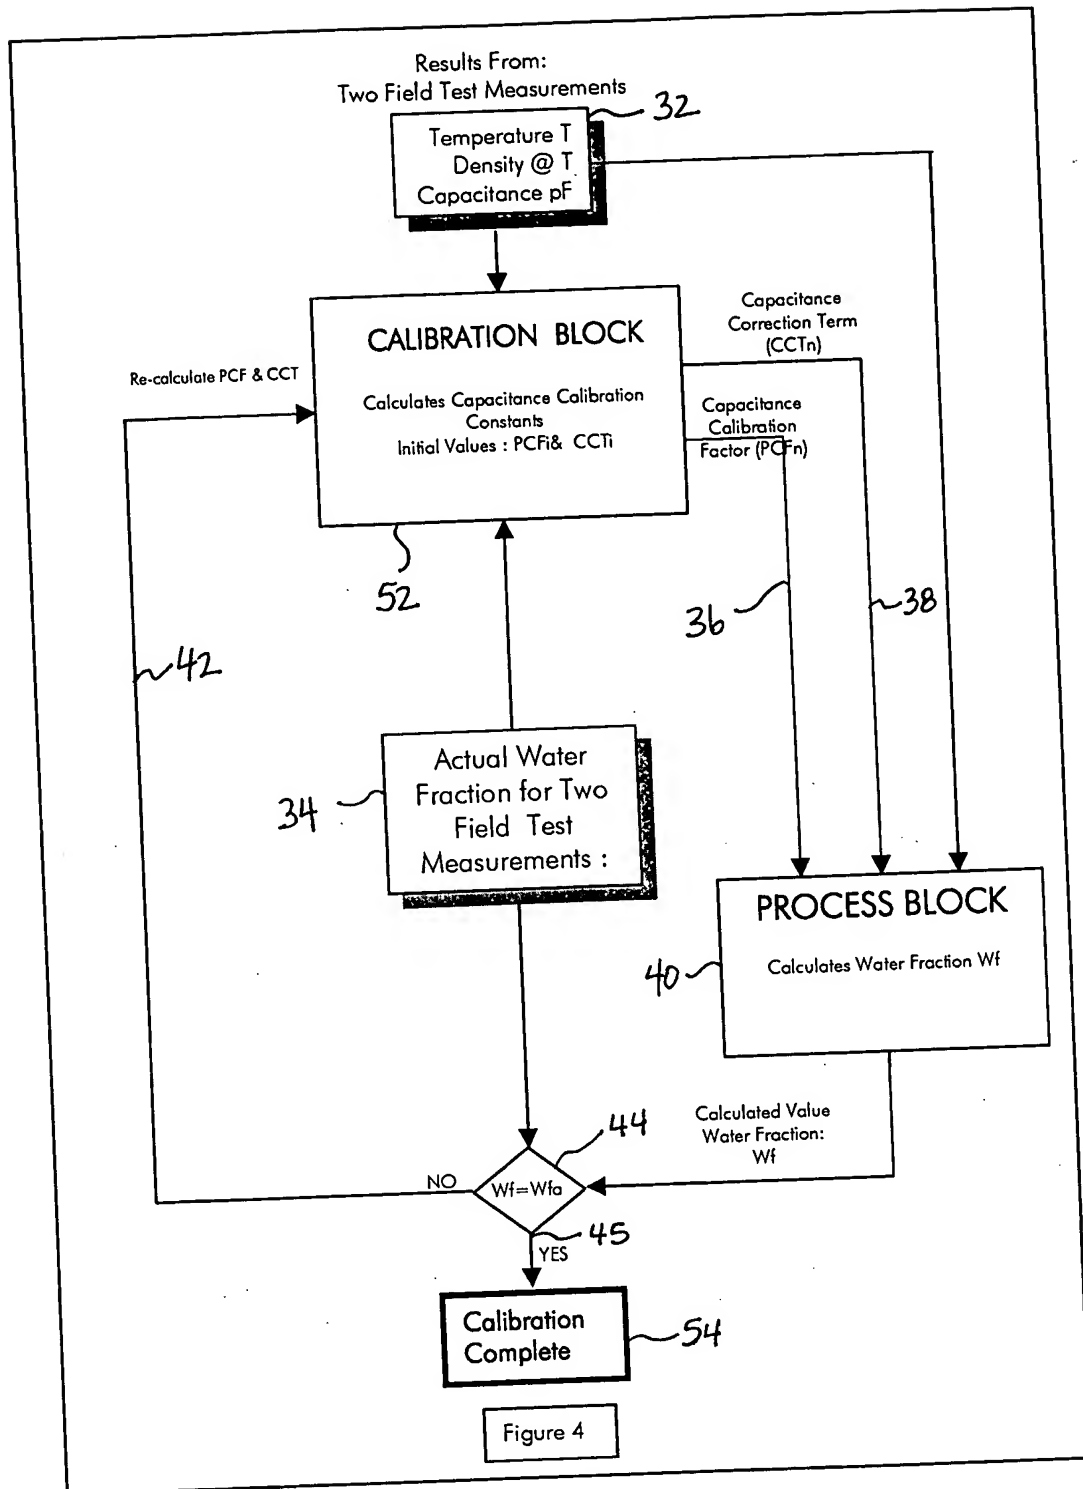 Results From:
Two Field Test Measurements
32
Temperature T
Density @ T
Capacitance pF
Capacitance
Correction Term
(CCTn)
CALIBRATION BLOCK
Re-calculate PCF & CCT
Calculates Capacitance Calibration
Constants
Initial Values : PCFi& CCTi
Capacitance
Calibration
Factor (PCFn)
52
36
38
42
Actual Water
Fraction for Two
Field Test
Measurements :
34
PROCESS BLOCK
Calculates Water Fraction Wf
40
Calculated Value
Water Fraction:
Wf
44
NO
Wf=Wfa
45
YES
Calibration
Complete
54
Figure 4